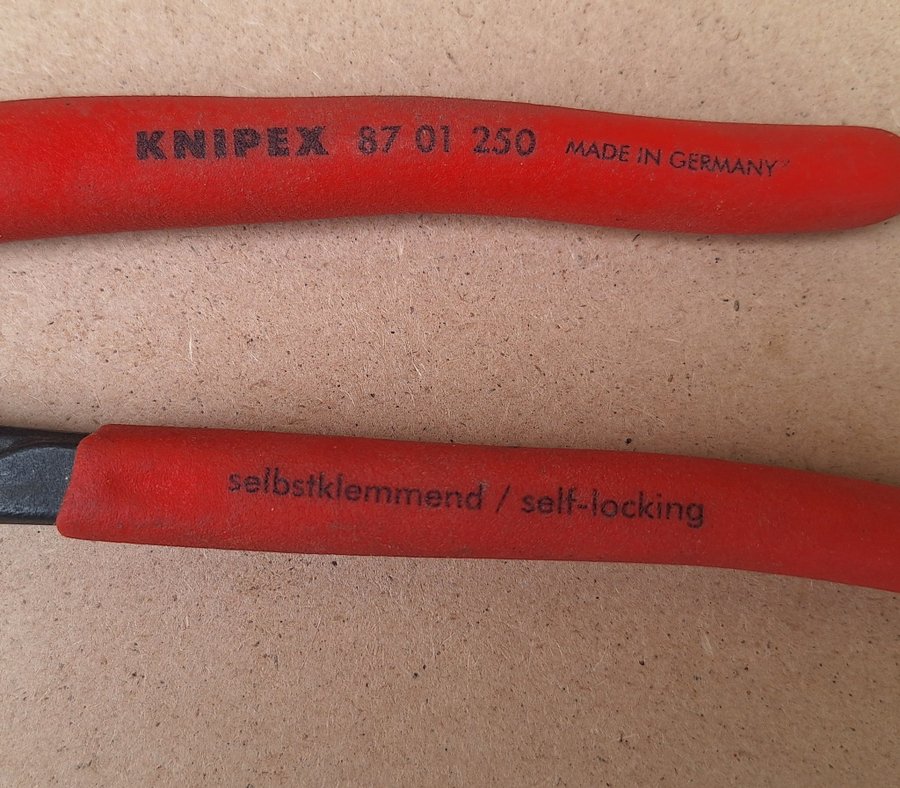 KNIPEX 87 01 250 MADE IN GERMANY
selbstklemmend / self-locking